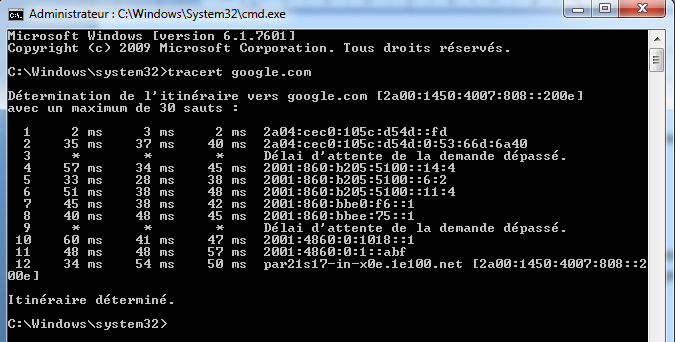 Administrateur : C:\Windows\System32\cmd.exe
Microsoft Windows [version 6.1.7601]
Copyright (c) 2009 Microsoft Corporation. Tous droits réservés.
C:\Windows\system32>tracert google.com
Détermination de l'itinéraire vers google.com [2a00:1450:4007:808::200e]
avec un maximum de 30 sauts :
1 2 ms 3 ms 2 ms 2a04:cec0:105c:d54d::fd
2 35 ms 37 ms 40 ms 2a04:cec0:105c:d54d:0:53:66d:6a40
3 * * * Délai d'attente de la demande dépassé.
4 57 ms 34 ms 45 ms 2001:860:b205:5100::14:4
5 33 ms 28 ms 38 ms 2001:860:b205:5100::6:2
6 51 ms 38 ms 48 ms 2001:860:b205:5100::11:4
7 45 ms 38 ms 42 ms 2001:860:bbe0:f6::1
8 40 ms 48 ms 45 ms 2001:860:bbee:75::1
9 * * * Délai d'attente de la demande dépassé.
10 60 ms 41 ms 47 ms 2001:4860:0:1018::1
11 48 ms 48 ms 57 ms 2001:4860:0:1::abf
12 34 ms 54 ms 50 ms par21s17-in-x0e.1e100.net [2a00:1450:4007:808::2
00e]
Itinéraire déterminé.
C:\Windows\system32>